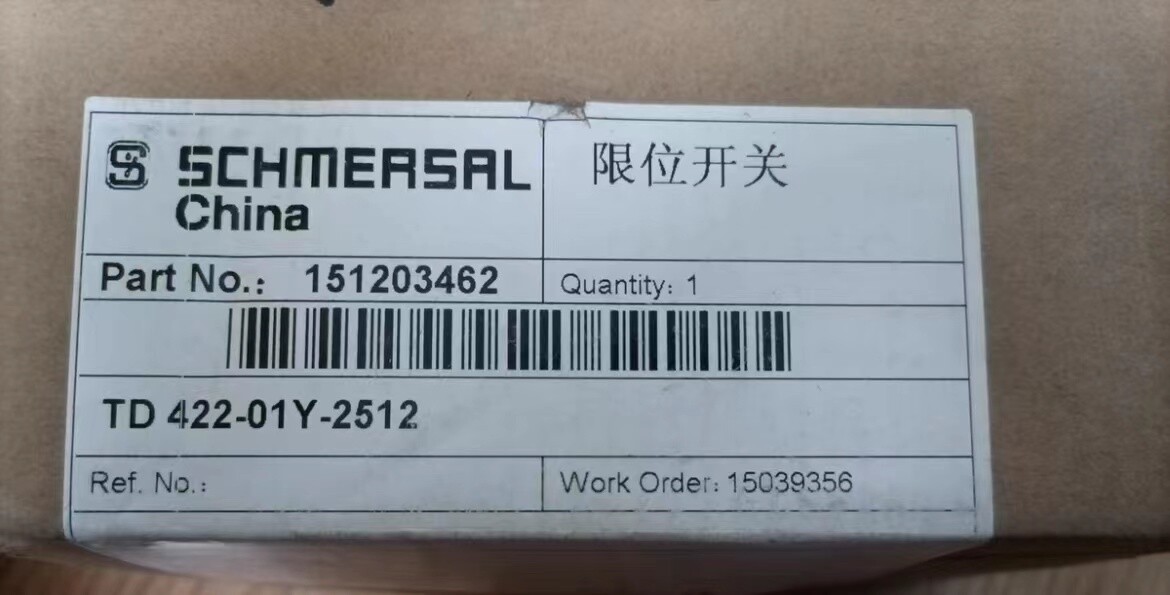 SCHMERSAL
China
限位开关
Part No.: 151203462
Quantity: 1
TD 422-01Y-2512
Ref. No.:
Work Order: 15039356